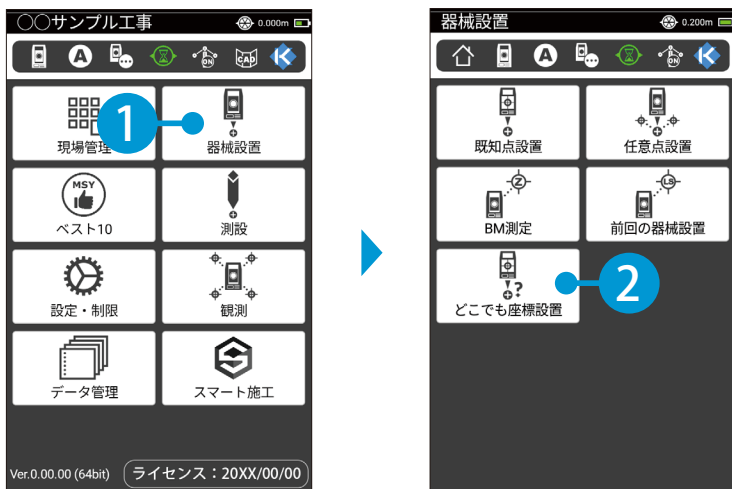 ○○サンプル工事
0.000m
A
ON
CAD
K
1
現場管理
器械設置
MSY
ベスト10
測設
設定・制限
観測
データ管理
スマート施工
Ver.0.00.00 (64bit)
ライセンス：20XX/00/00
器械設置
0.200m
A
ON
K
既知点設置
任意点設置
Z
BM測定
LS
前回の器械設置
?
どこでも座標設置
2